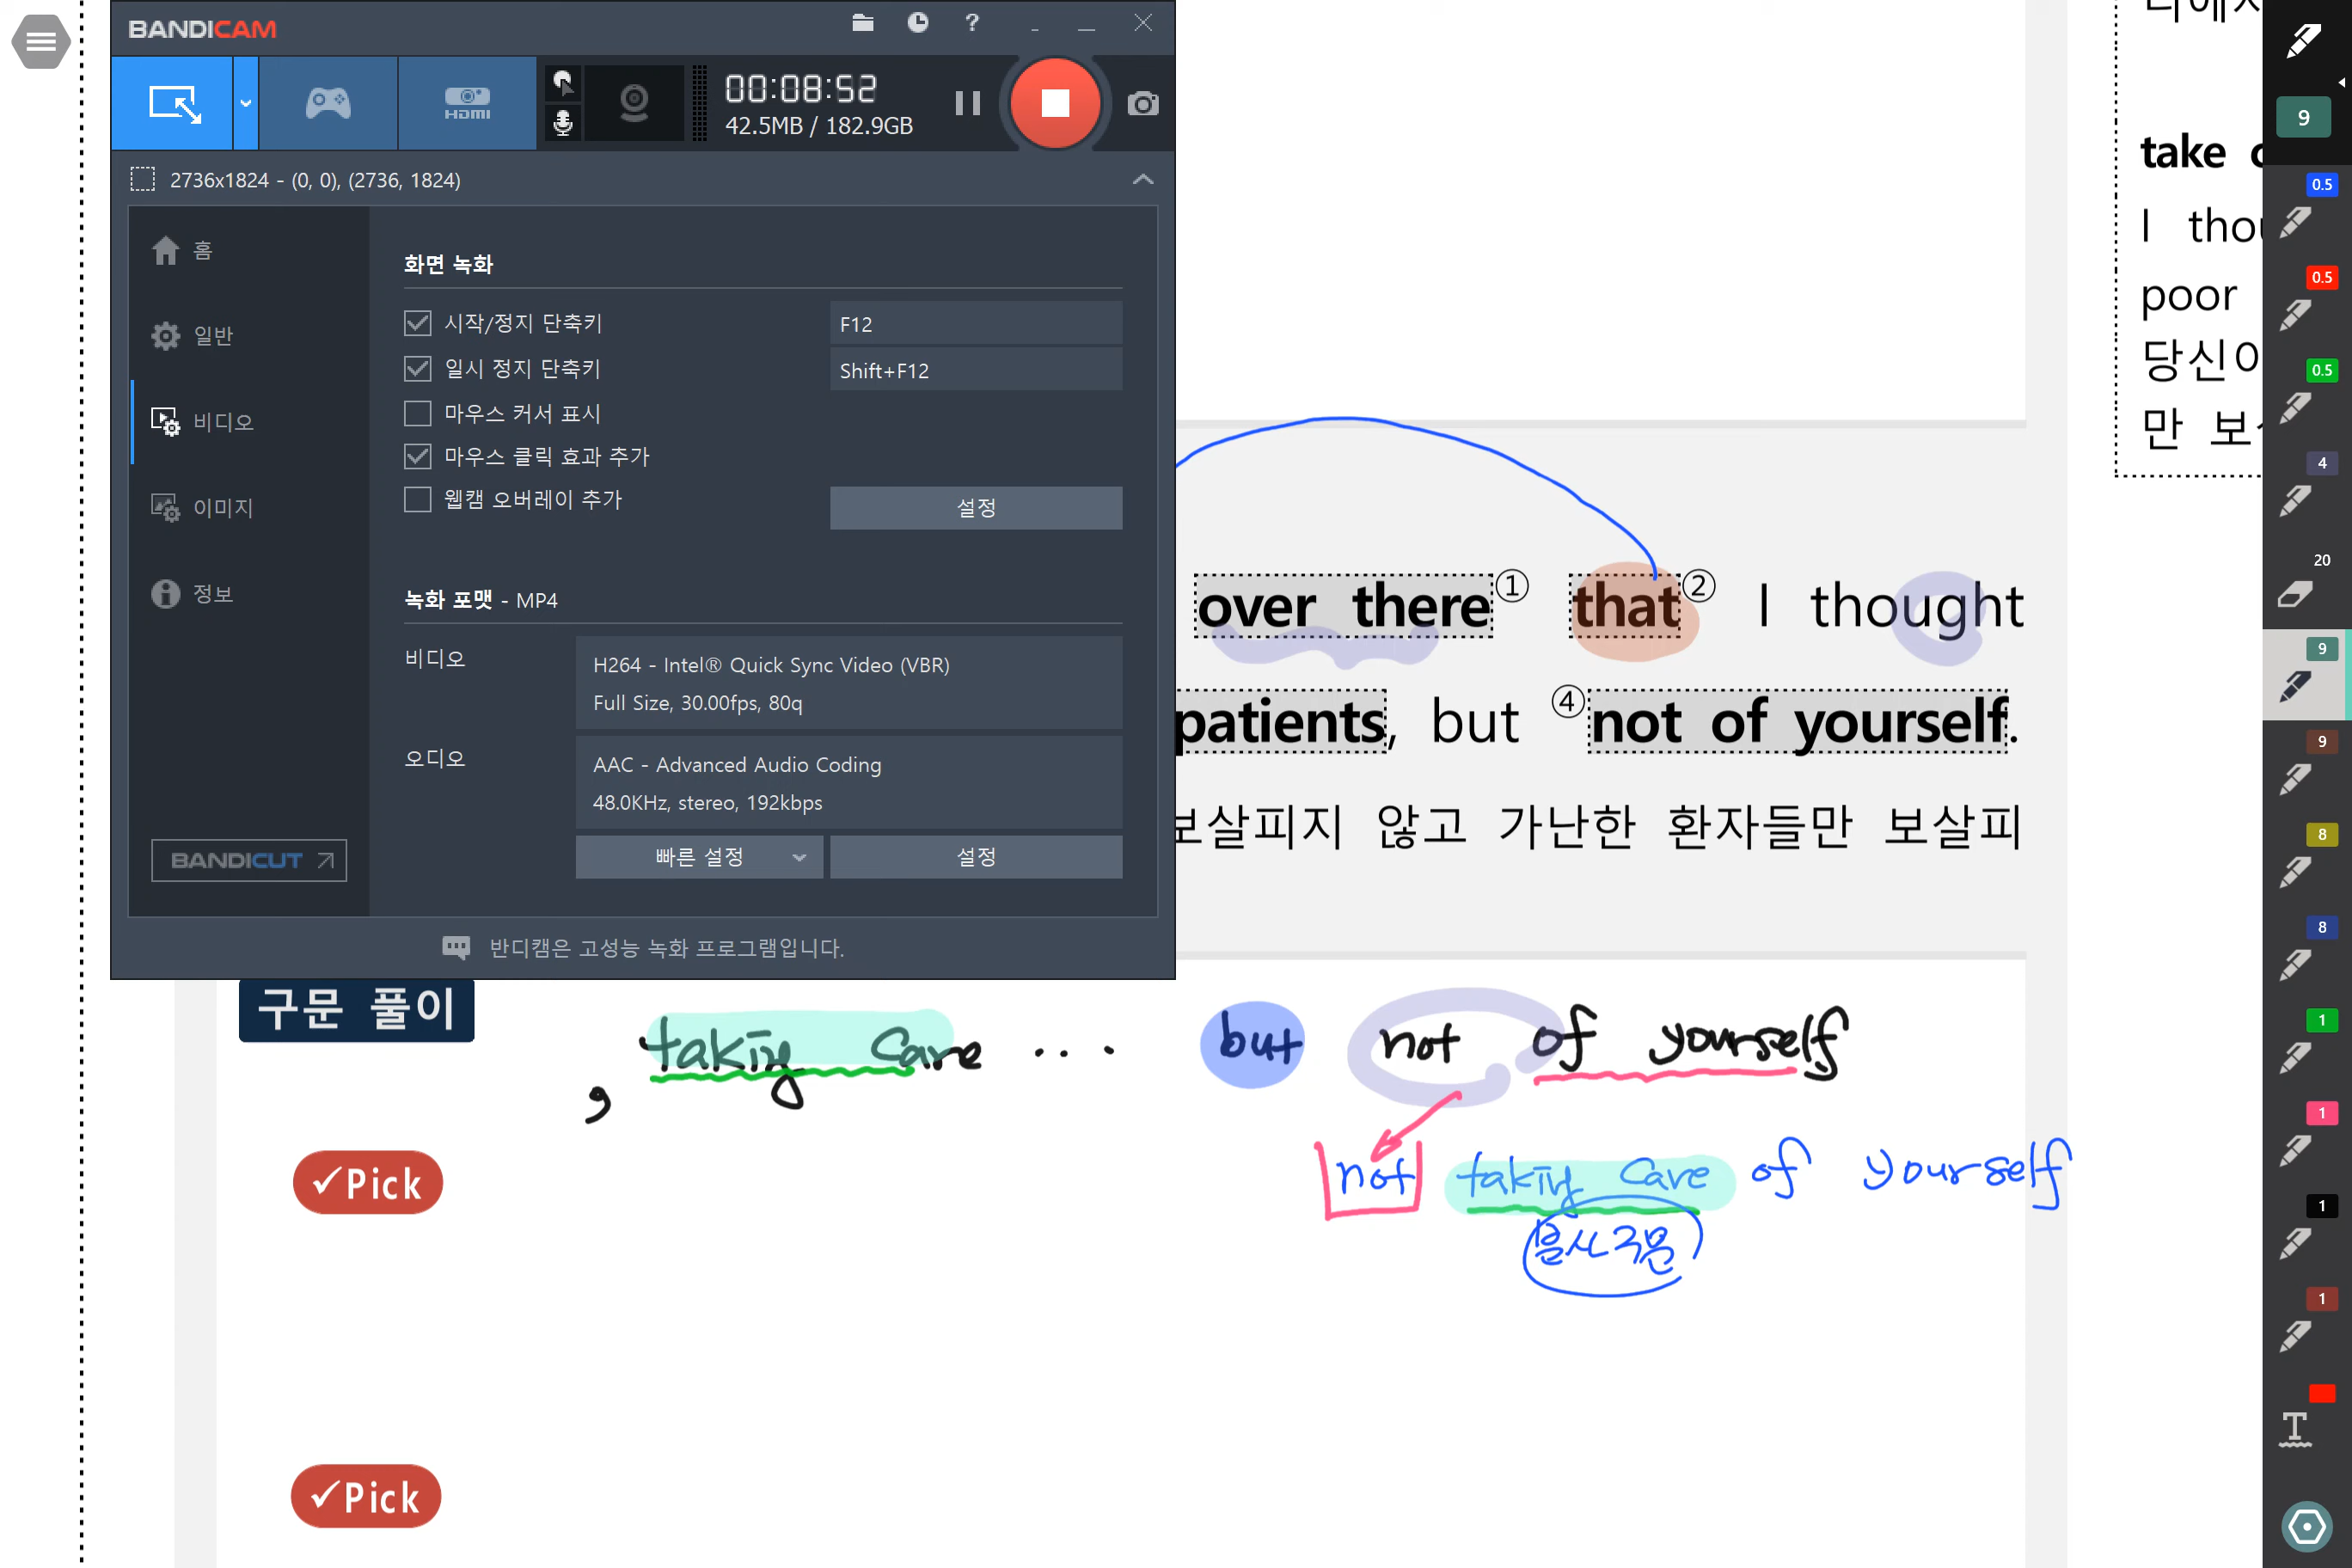 BANDICAM
?
HDMI
00:08:52
42.5MB / 182.9GB
2736x1824 - (0, 0), (2736, 1824)
홈
일반
비디오
이미지
정보
BANDICUT
화면 녹화
시작/정지 단축키
F12
일시 정지 단축키
Shift+F12
마우스 커서 표시
마우스 클릭 효과 추가
웹캠 오버레이 추가
설정
녹화 포맷 - MP4
비디오
H264 - Intel® Quick Sync Video (VBR)
Full Size, 30.00fps, 80q
오디오
AAC - Advanced Audio Coding
48.0KHz, stereo, 192kbps
빠른 설정
설정
반디캠은 고성능 녹화 프로그램입니다.
take
I
poor
만
over there① that② I thought
patients, but ④not of yourself.
보살피지 않고 가난한 환자들만 보살피
구문 풀이
, taking care ... but not of yourself
not taking care of yourself
분사구문
✓Pick
✓Pick
9
0.5
0.5
0.5
4
20
9
9
8
8
1
1
1
1
T